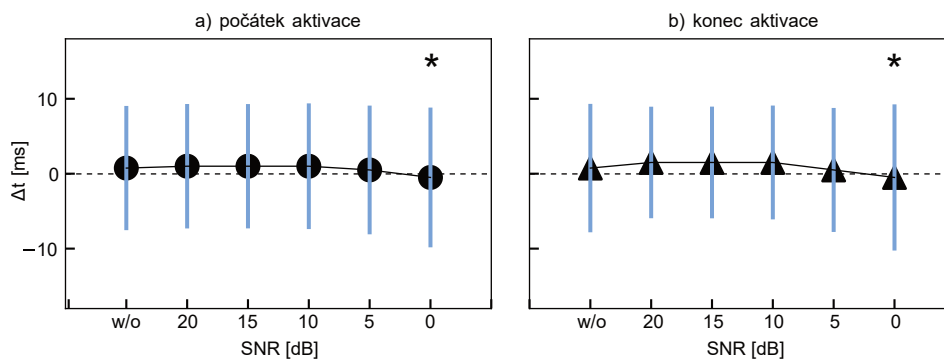 a) počátek aktivace
b) konec aktivace
*
*
10
0
−10
Δt [ms]
w/o 20 15 10 5 0
w/o 20 15 10 5 0
SNR [dB]
SNR [dB]